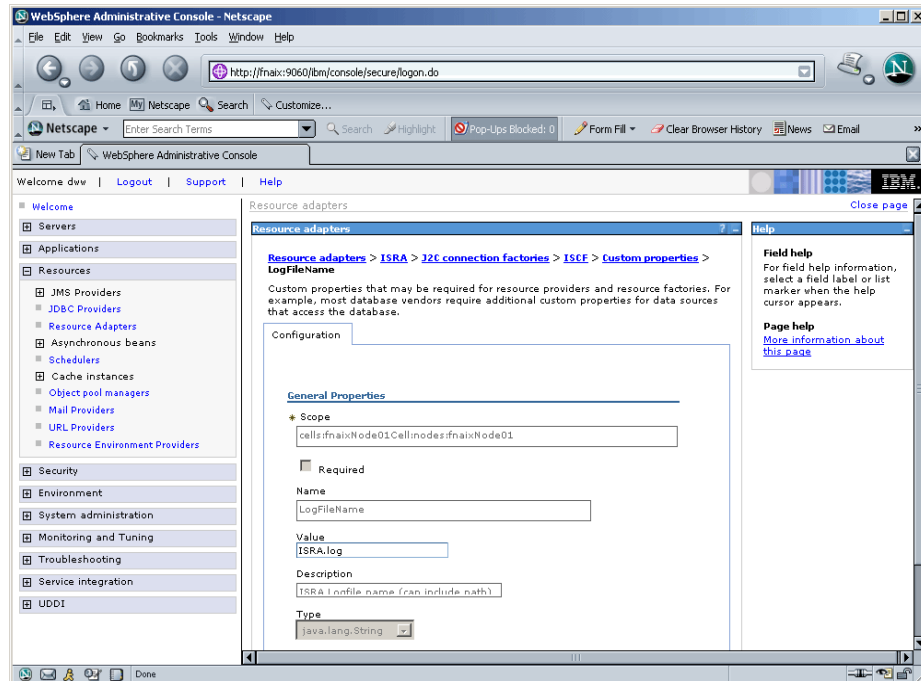 WebSphere Administrative Console - Netscape
File Edit View Go Bookmarks Tools Window Help
http://fnaix:9060/ibm/console/secure/logon.do
Home My Netscape Search Customize...
Netscape Enter Search Terms Search Highlight Pop-Ups Blocked: 0 Form Fill Clear Browser History News Email »
New Tab WebSphere Administrative Console
Welcome dww | Logout | Support | Help IBM.
Welcome
Servers
Applications
Resources
JMS Providers
JDBC Providers
Resource Adapters
Asynchronous beans
Schedulers
Cache instances
Object pool managers
Mail Providers
URL Providers
Resource Environment Providers
Security
Environment
System administration
Monitoring and Tuning
Troubleshooting
Service integration
UDDI
Resource adapters Close page
Resource adapters ? -
Resource adapters > ISRA > J2C connection factories > ISCF > Custom properties >
LogFileName
Custom properties that may be required for resource providers and resource factories. For
example, most database vendors require additional custom properties for data sources
that access the database.
Configuration
General Properties
* Scope
cells:fnaixNode01Cell:nodes:fnaixNode01
Required
Name
LogFileName
Value
ISRA.log
Description
ISRA Logfile name (can include path)
Type
java.lang.String
Help -
Field help
For field help information,
select a field label or list
marker when the help
cursor appears.
Page help
More information about
this page
Done